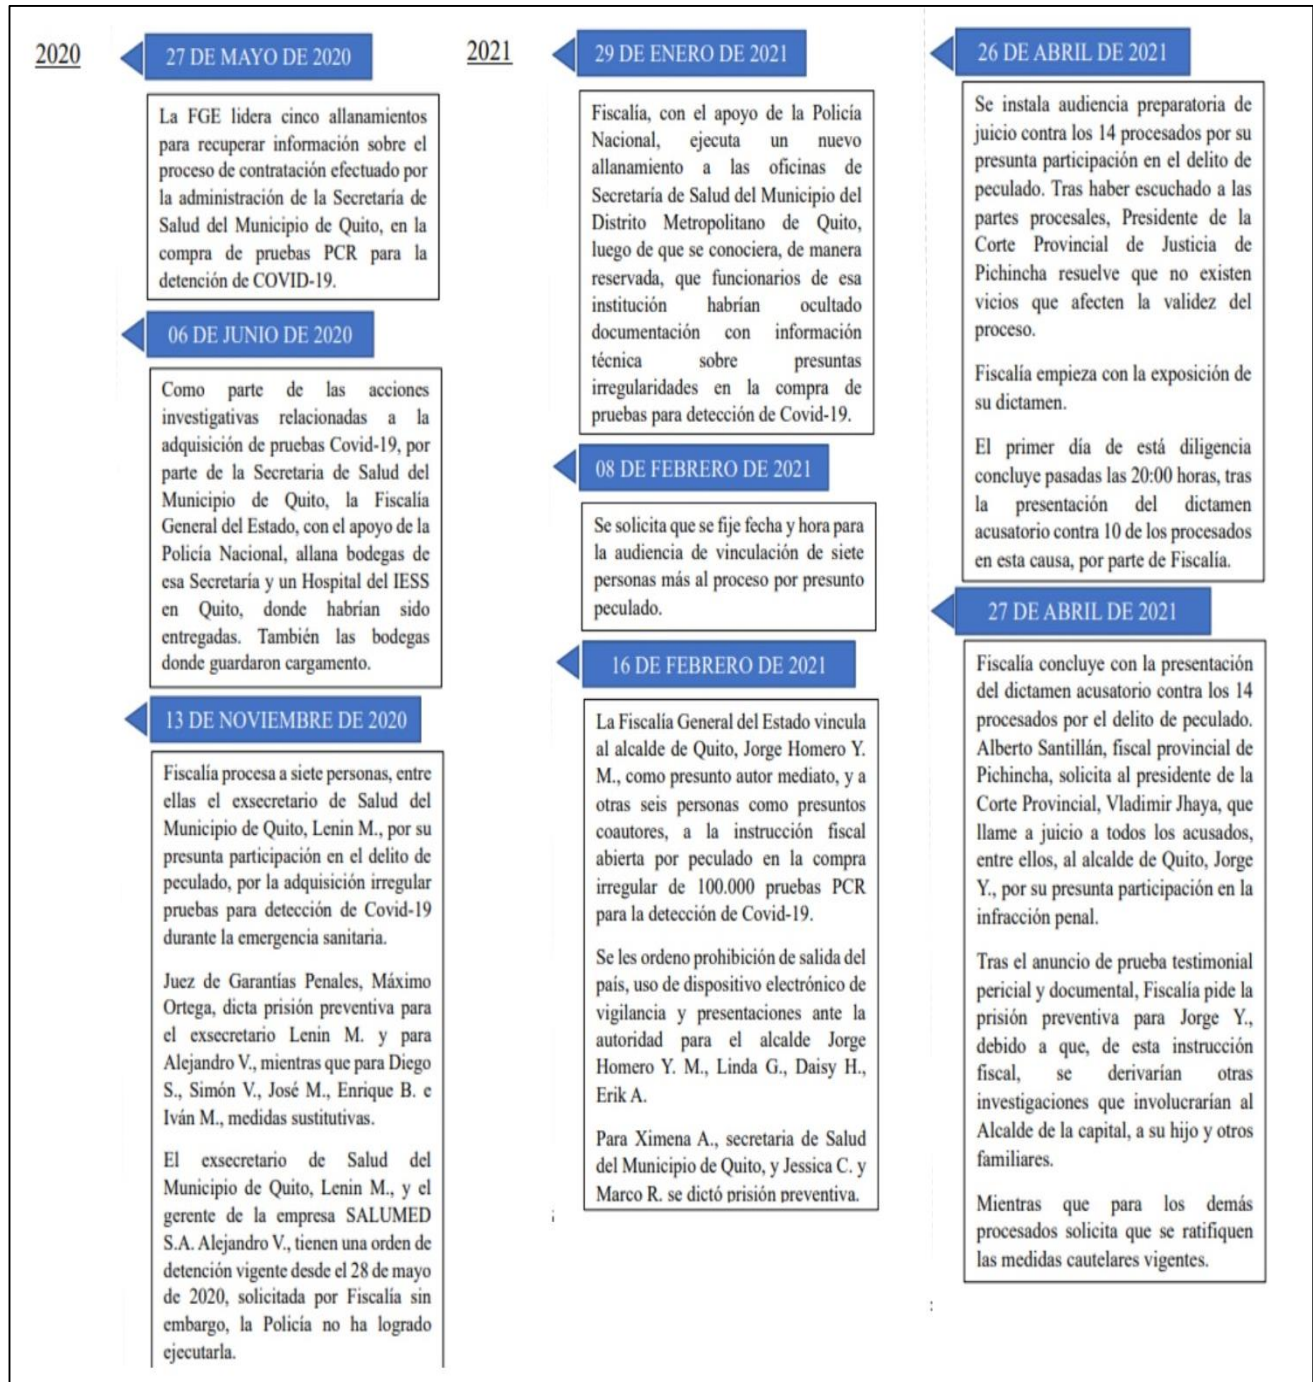 2020
27 DE MAYO DE 2020
La FGE lidera cinco allanamientos
para recuperar información sobre el
proceso de contratación efectuado por
la administración de la Secretaría de
Salud del Municipio de Quito, en la
compra de pruebas PCR para la
detención de COVID-19.
06 DE JUNIO DE 2020
Como parte de las acciones
investigativas relacionadas a la
adquisición de pruebas Covid-19, por
parte de la Secretaria de Salud del
Municipio de Quito, la Fiscalía
General del Estado, con el apoyo de la
Policía Nacional, allana bodegas de
esa Secretaría y un Hospital del IESS
en Quito, donde habrían sido
entregadas. También las bodegas
donde guardaron cargamento.
13 DE NOVIEMBRE DE 2020
Fiscalía procesa a siete personas, entre
ellas el exsecretario de Salud del
Municipio de Quito, Lenin M., por su
presunta participación en el delito de
peculado, por la adquisición irregular
pruebas para detección de Covid-19
durante la emergencia sanitaria.
Juez de Garantías Penales, Máximo
Ortega, dicta prisión preventiva para
el exsecretario Lenin M. y para
Alejandro V., mientras que para Diego
S., Simón V., José M., Enrique B. e
Iván M., medidas sustitutivas.
El exsecretario de Salud del
Municipio de Quito, Lenin M., y el
gerente de la empresa SALUMED
S.A. Alejandro V., tienen una orden de
detención vigente desde el 28 de mayo
de 2020, solicitada por Fiscalía sin
embargo, la Policía no ha logrado
ejecutarla.
2021
29 DE ENERO DE 2021
Fiscalía, con el apoyo de la Policía
Nacional, ejecuta un nuevo
allanamiento a las oficinas de
Secretaría de Salud del Municipio del
Distrito Metropolitano de Quito,
luego de que se conociera, de manera
reservada, que funcionarios de esa
institución habrían ocultado
documentación con información
técnica sobre presuntas
irregularidades en la compra de
pruebas para detección de Covid-19.
08 DE FEBRERO DE 2021
Se solicita que se fije fecha y hora para
la audiencia de vinculación de siete
personas más al proceso por presunto
peculado.
16 DE FEBRERO DE 2021
La Fiscalía General del Estado vincula
al alcalde de Quito, Jorge Homero Y.
M., como presunto autor mediato, y a
otras seis personas como presuntos
coautores, a la instrucción fiscal
abierta por peculado en la compra
irregular de 100.000 pruebas PCR
para la detección de Covid-19.
Se les ordeno prohibición de salida del
país, uso de dispositivo electrónico de
vigilancia y presentaciones ante la
autoridad para el alcalde Jorge
Homero Y. M., Linda G., Daisy H.,
Erik A.
Para Ximena A., secretaria de Salud
del Municipio de Quito, y Jessica C. y
Marco R. se dictó prisión preventiva.
26 DE ABRIL DE 2021
Se instala audiencia preparatoria de
juicio contra los 14 procesados por su
presunta participación en el delito de
peculado. Tras haber escuchado a las
partes procesales, Presidente de la
Corte Provincial de Justicia de
Pichincha resuelve que no existen
vicios que afecten la validez del
proceso.
Fiscalía empieza con la exposición de
su dictamen.
El primer día de está diligencia
concluye pasadas las 20:00 horas, tras
la presentación del dictamen
acusatorio contra 10 de los procesados
en esta causa, por parte de Fiscalía.
27 DE ABRIL DE 2021
Fiscalía concluye con la presentación
del dictamen acusatorio contra los 14
procesados por el delito de peculado.
Alberto Santillán, fiscal provincial de
Pichincha, solicita al presidente de la
Corte Provincial, Vladimir Jhaya, que
llame a juicio a todos los acusados,
entre ellos, al alcalde de Quito, Jorge
Y., por su presunta participación en la
infracción penal.
Tras el anuncio de prueba testimonial
pericial y documental, Fiscalía pide la
prisión preventiva para Jorge Y.,
debido a que, de esta instrucción
fiscal, se derivarían otras
investigaciones que involucrarían al
Alcalde de la capital, a su hijo y otros
familiares.
Mientras que para los demás
procesados solicita que se ratifiquen
las medidas cautelares vigentes.